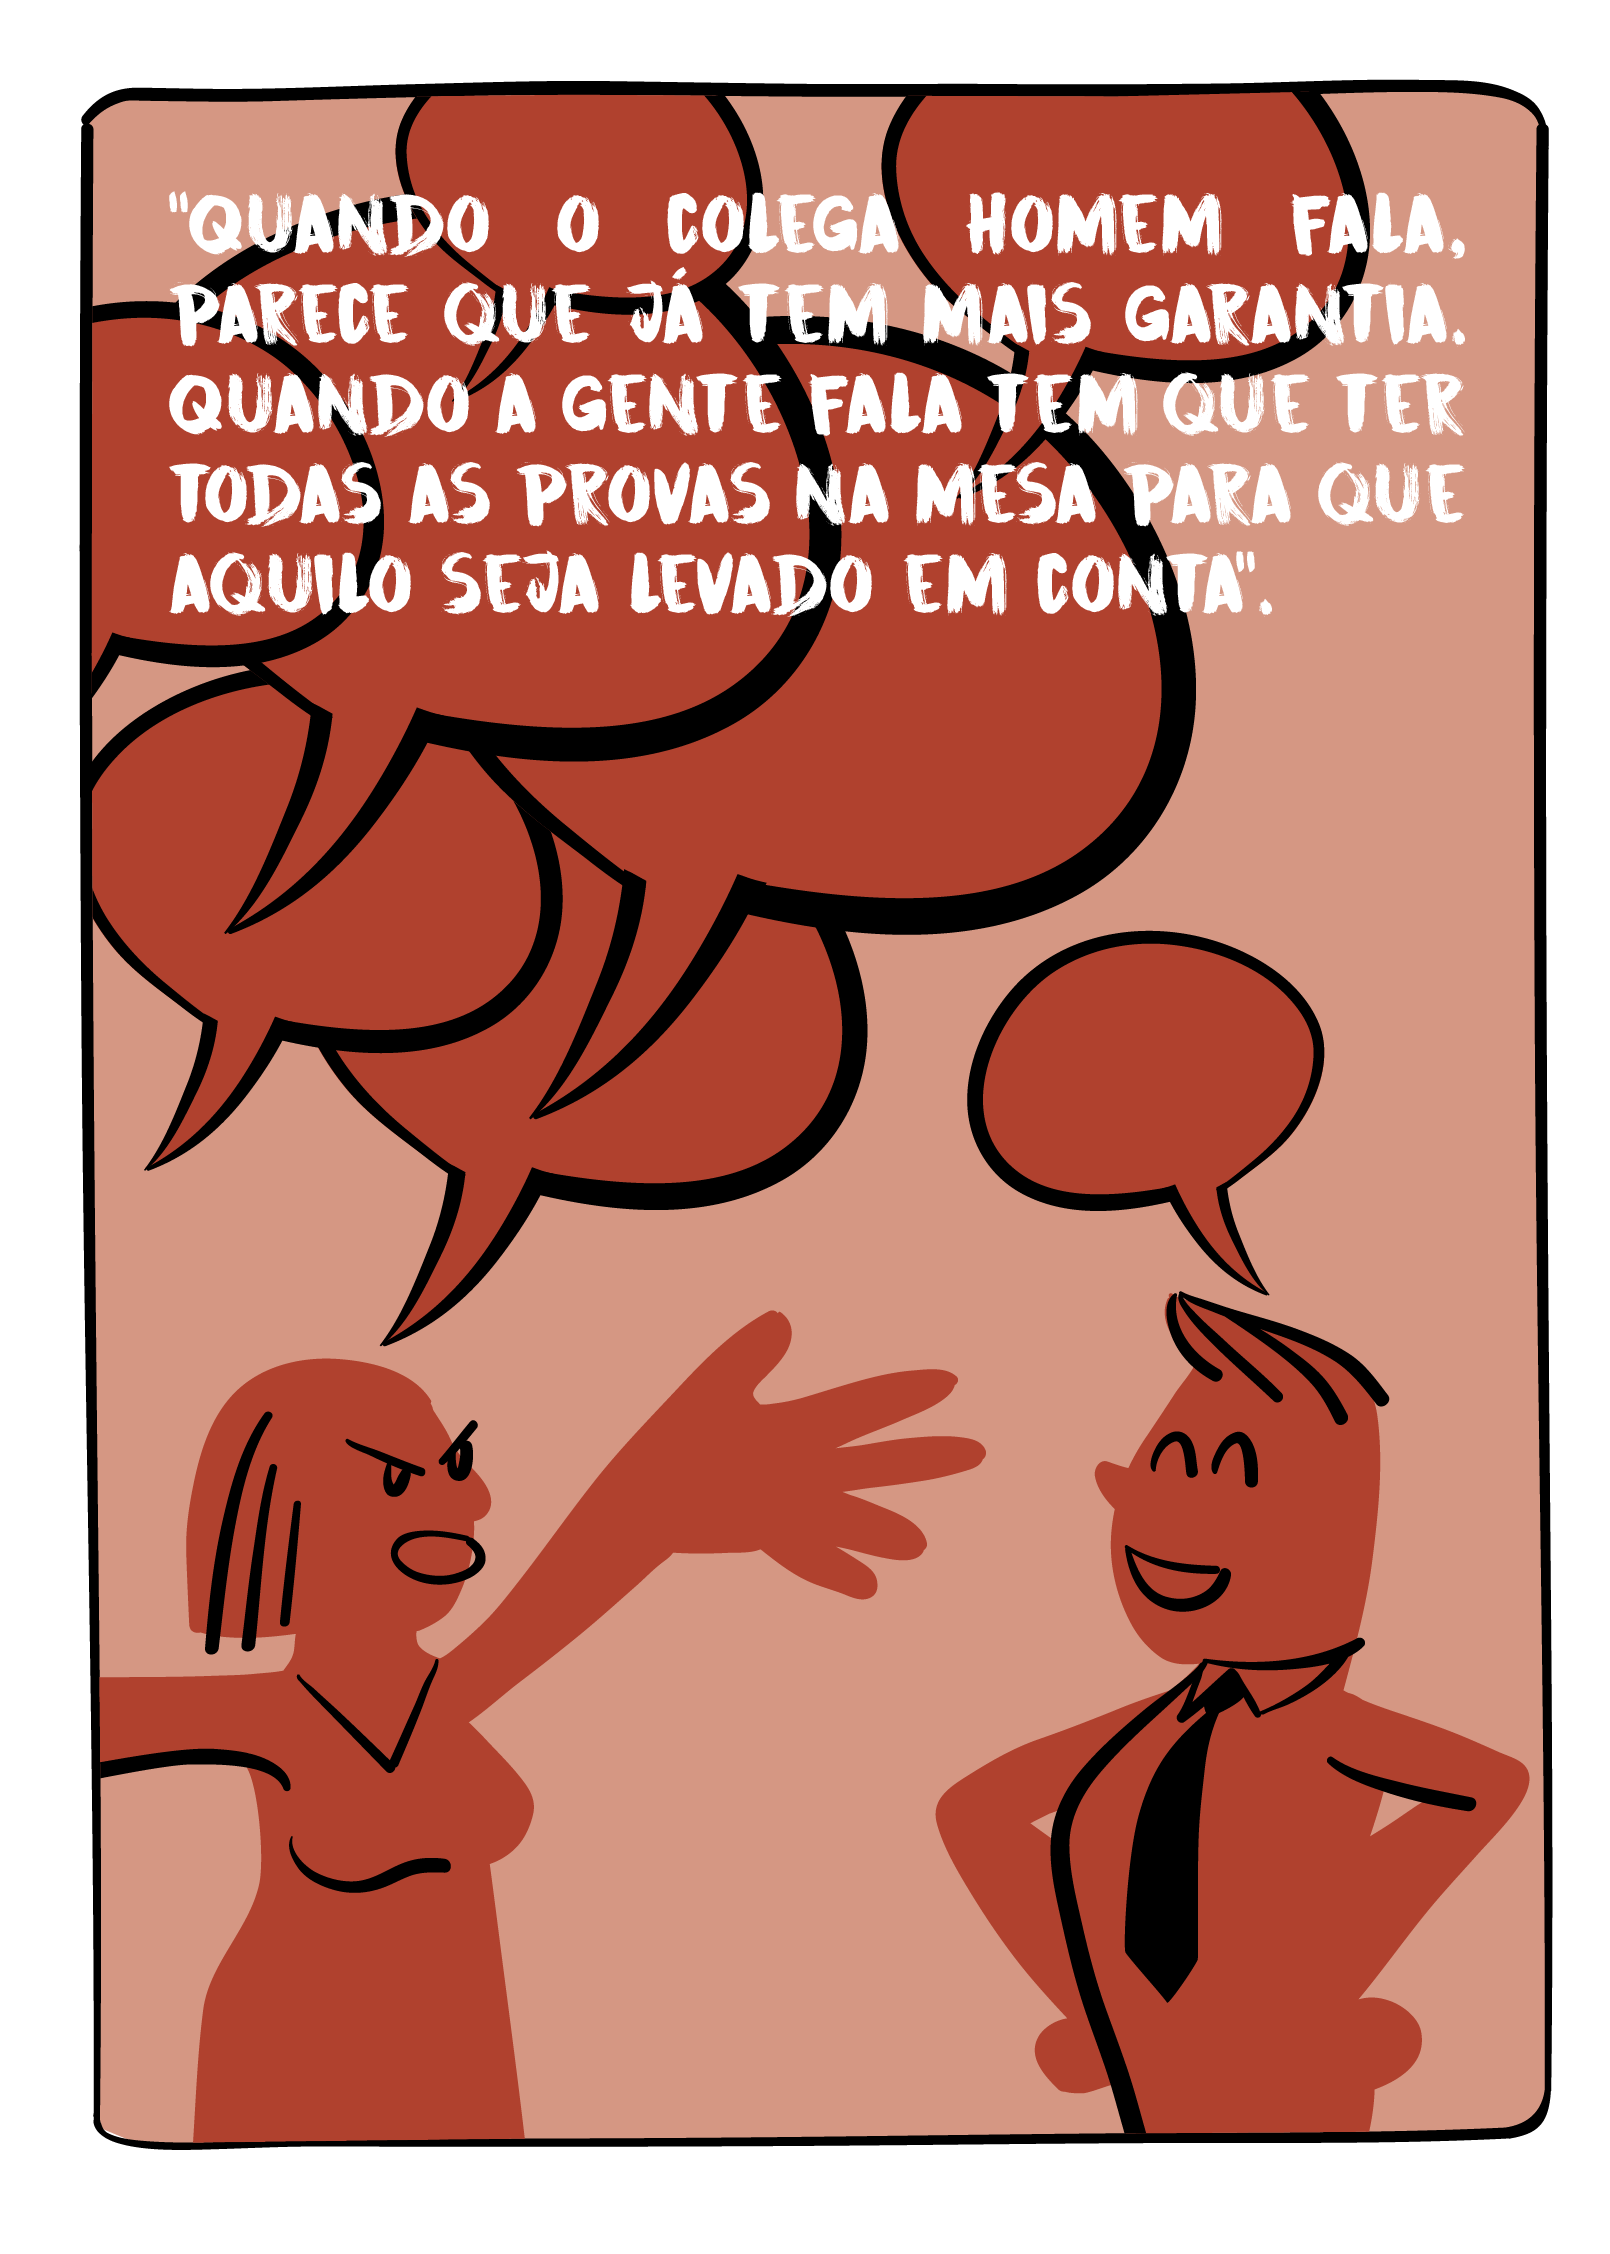 "QUANDO O COLEGA HOMEM FALA,
PARECE QUE JÁ TEM MAIS GARANTIA.
QUANDO A GENTE FALA TEM QUE TER
TODAS AS PROVAS NA MESA PARA QUE
AQUILO SEJA LEVADO EM CONTA".